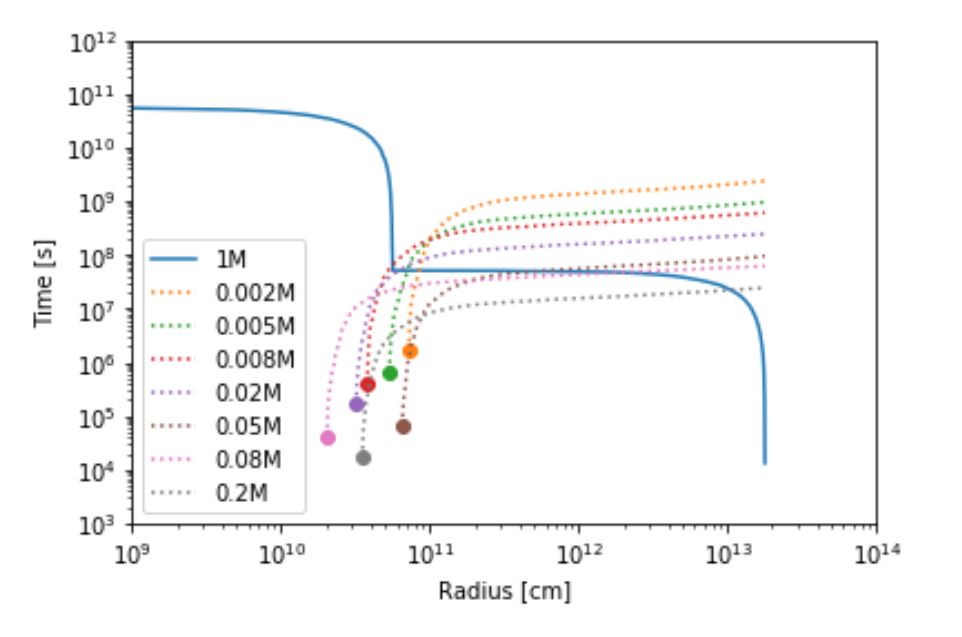 10¹²
10¹¹
10¹⁰
10⁹
10⁸
10⁷
10⁶
10⁵
10⁴
10³
Time [s]
1M
0.002M
0.005M
0.008M
0.02M
0.05M
0.08M
0.2M
10⁹ 10¹⁰ 10¹¹ 10¹² 10¹³ 10¹⁴
Radius [cm]